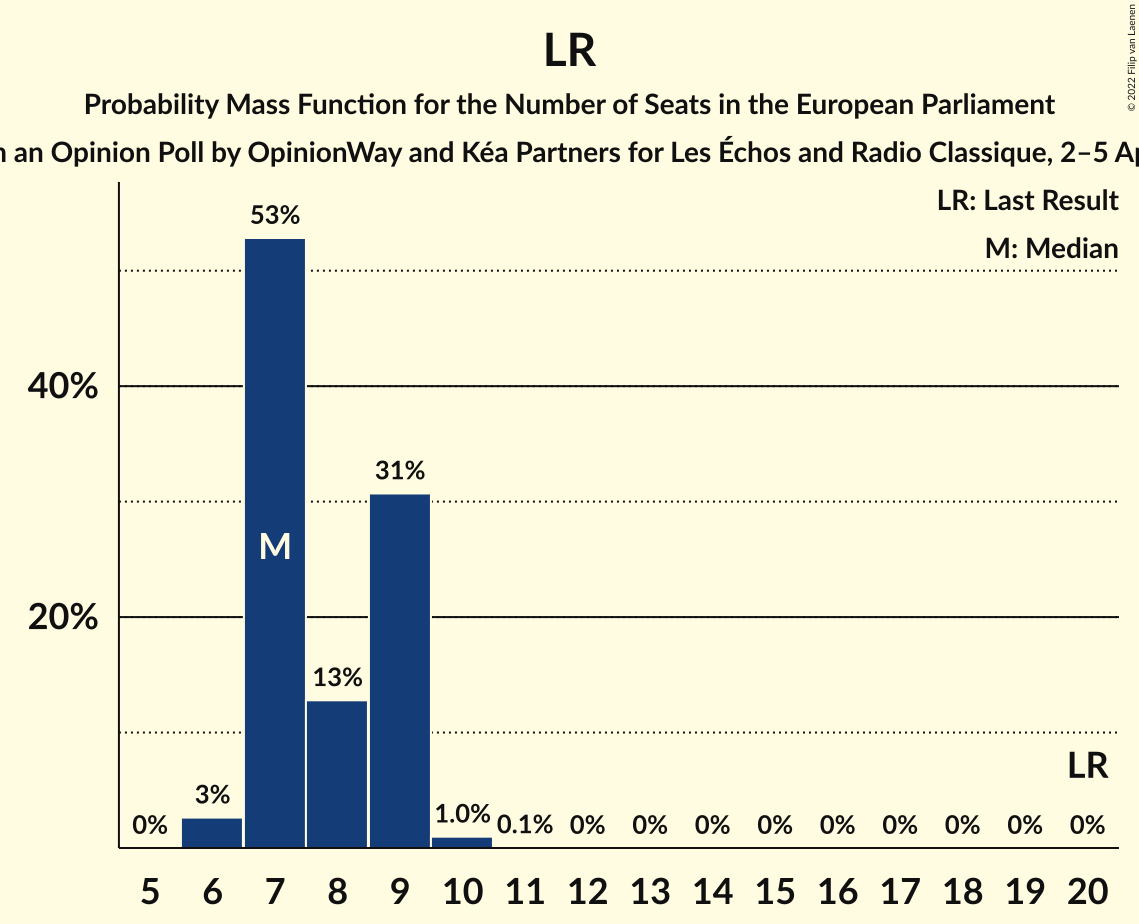 LR
Probability Mass Function for the Number of Seats in the European Parliament
an Opinion Poll by OpinionWay and Kéa Partners for Les Échos and Radio Classique, 2–5
© 2022 Filip van Laenen
LR: Last Result
M: Median
53%
40%
31%
M
20%
13%
LR
0% 3% 1.0% 0.1% 0% 0% 0% 0% 0% 0% 0% 0% 0%
5 6 7 8 9 10 11 12 13 14 15 16 17 18 19 20